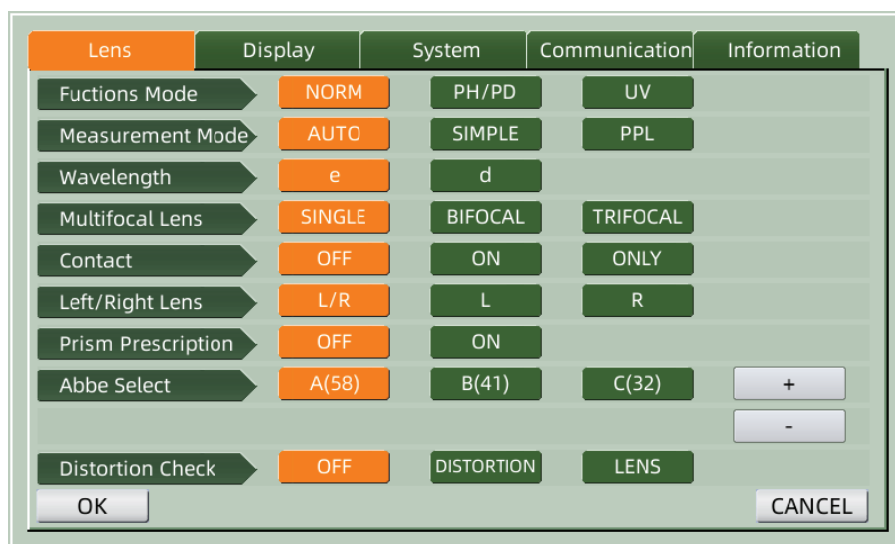 Lens Display System Communication Information
Fuctions Mode NORM PH/PD UV
Measurement Mode AUTO SIMPLE PPL
Wavelength e d
Multifocal Lens SINGLE BIFOCAL TRIFOCAL
Contact OFF ON ONLY
Left/Right Lens L/R L R
Prism Prescription OFF ON
Abbe Select A(58) B(41) C(32) +
-
Distortion Check OFF DISTORTION LENS
OK CANCEL